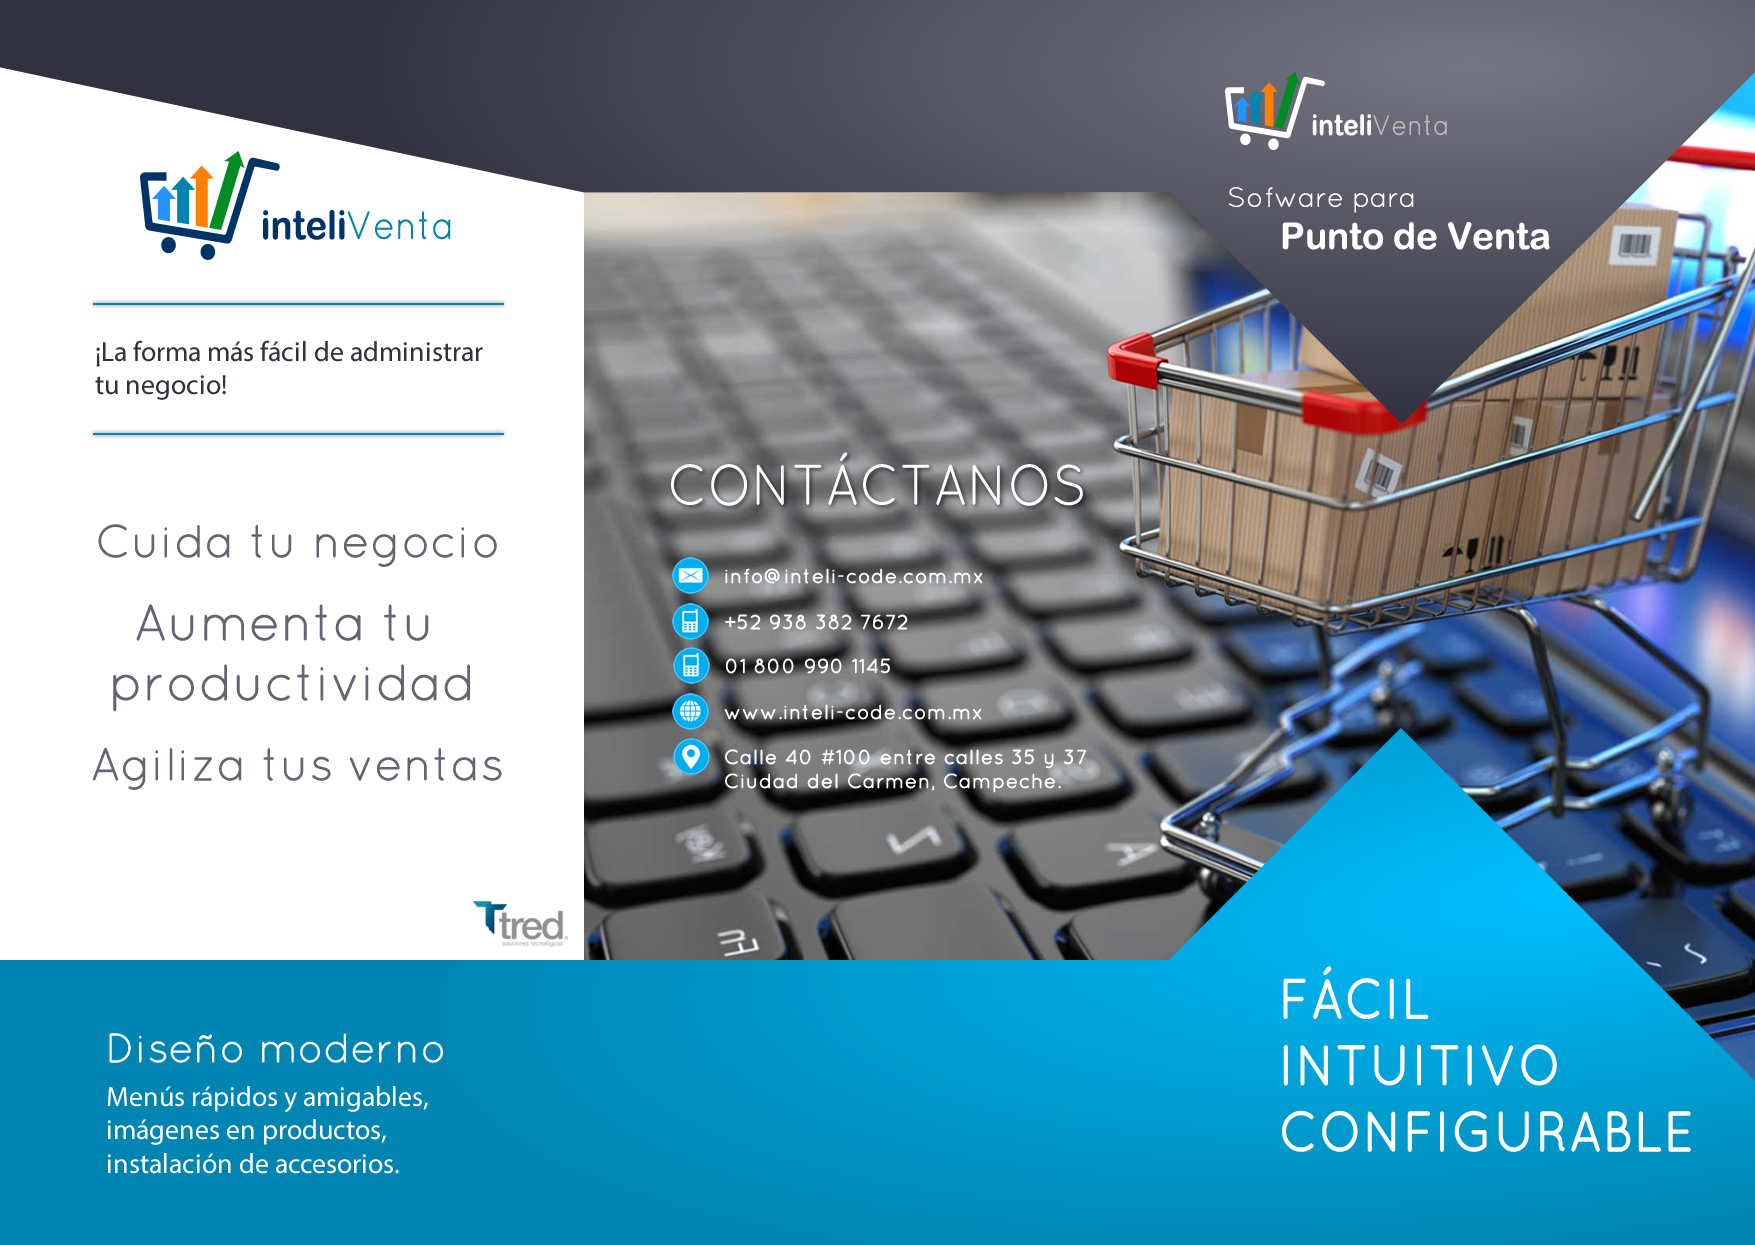 inteliVenta
¡La forma más fácil de administrar
tu negocio!
Cuida tu negocio
Aumenta tu
productividad
Agiliza tus ventas
Ttred
soluciones tecnológicas
Diseño moderno
Menús rápidos y amigables,
imágenes en productos,
instalación de accesorios.
CONTÁCTANOS
info@inteli-code.com.mx
+52 938 382 7672
01 800 990 1145
www.inteli-code.com.mx
Calle 40 #100 entre calles 35 y 37
Ciudad del Carmen, Campeche.
inteliVenta
Sofware para
Punto de Venta
FÁCIL
INTUITIVO
CONFIGURABLE